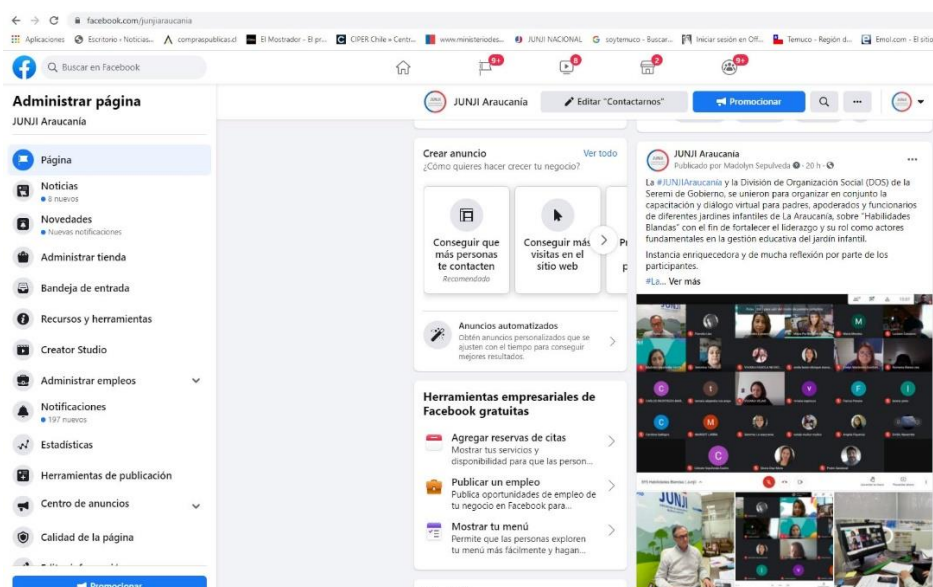 facebook.com/junjiaraucania
Aplicaciones
Escritorio » Noticias...
compraspublicas.cl
El Mostrador - El pr...
CIPER Chile » Centr...
www.ministeriodes...
JUNJI NACIONAL
soytemuco - Buscar...
Iniciar sesión en Off...
Temuco - Región d...
Emol.com - El sitio
Buscar en Facebook
9+
8
2
9+
Administrar página
JUNJI Araucanía
JUNJI Araucanía
Editar "Contactarnos"
Promocionar
Página
Noticias
8 nuevos
Novedades
Nuevas notificaciones
Administrar tienda
Bandeja de entrada
Recursos y herramientas
Creator Studio
Administrar empleos
Notificaciones
197 nuevos
Estadísticas
Herramientas de publicación
Centro de anuncios
Calidad de la página
Promocionar
Crear anuncio
Ver todo
¿Cómo quieres hacer crecer tu negocio?
Conseguir que
más personas
te contacten
Recomendado
Conseguir más
visitas en el
sitio web
Anuncios automatizados
Obtén anuncios personalizados que se
ajusten con el tiempo para conseguir
mejores resultados.
Herramientas empresariales de
Facebook gratuitas
Agregar reservas de citas
Mostrar tus servicios y
disponibilidad para que las person...
Publicar un empleo
Publica oportunidades de empleo de
tu negocio en Facebook para...
Mostrar tu menú
Permite que las personas exploren
tu menú más fácilmente y hagan...
JUNJI Araucanía
Publicado por Madolyn Sepulveda · 20 h ·
La #JUNJIAraucanía y la División de Organización Social (DOS) de la
Seremi de Gobierno, se unieron para organizar en conjunto la
capacitación y diálogo virtual para padres, apoderados y funcionarios
de diferentes jardines infantiles de La Araucanía, sobre "Habilidades
Blandas" con el fin de fortalecer el liderazgo y su rol como actores
fundamentales en la gestión educativa del jardín infantil.
Instancia enriquecedora y de mucha reflexión por parte de los
participantes.
#La... Ver más
M
C
t
v
F
I
C
M
C
JUNJI